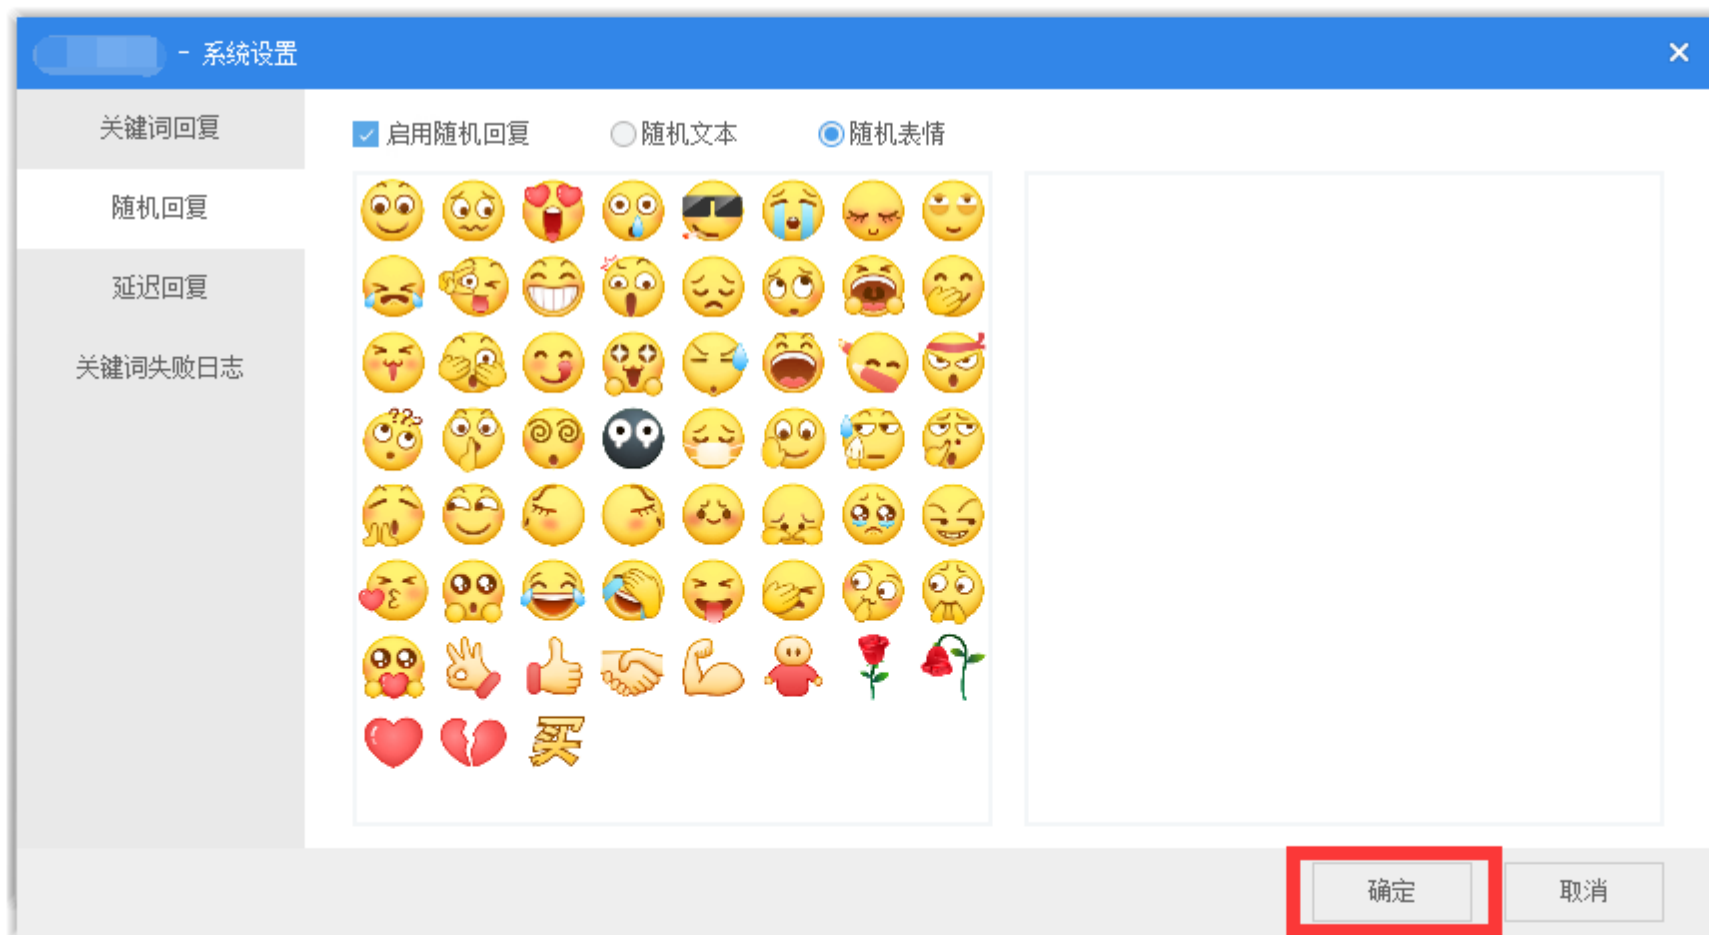 - 系统设置
关键词回复
随机回复
延迟回复
关键词失败日志
启用随机回复 随机文本 随机表情
???
买
确定 取消